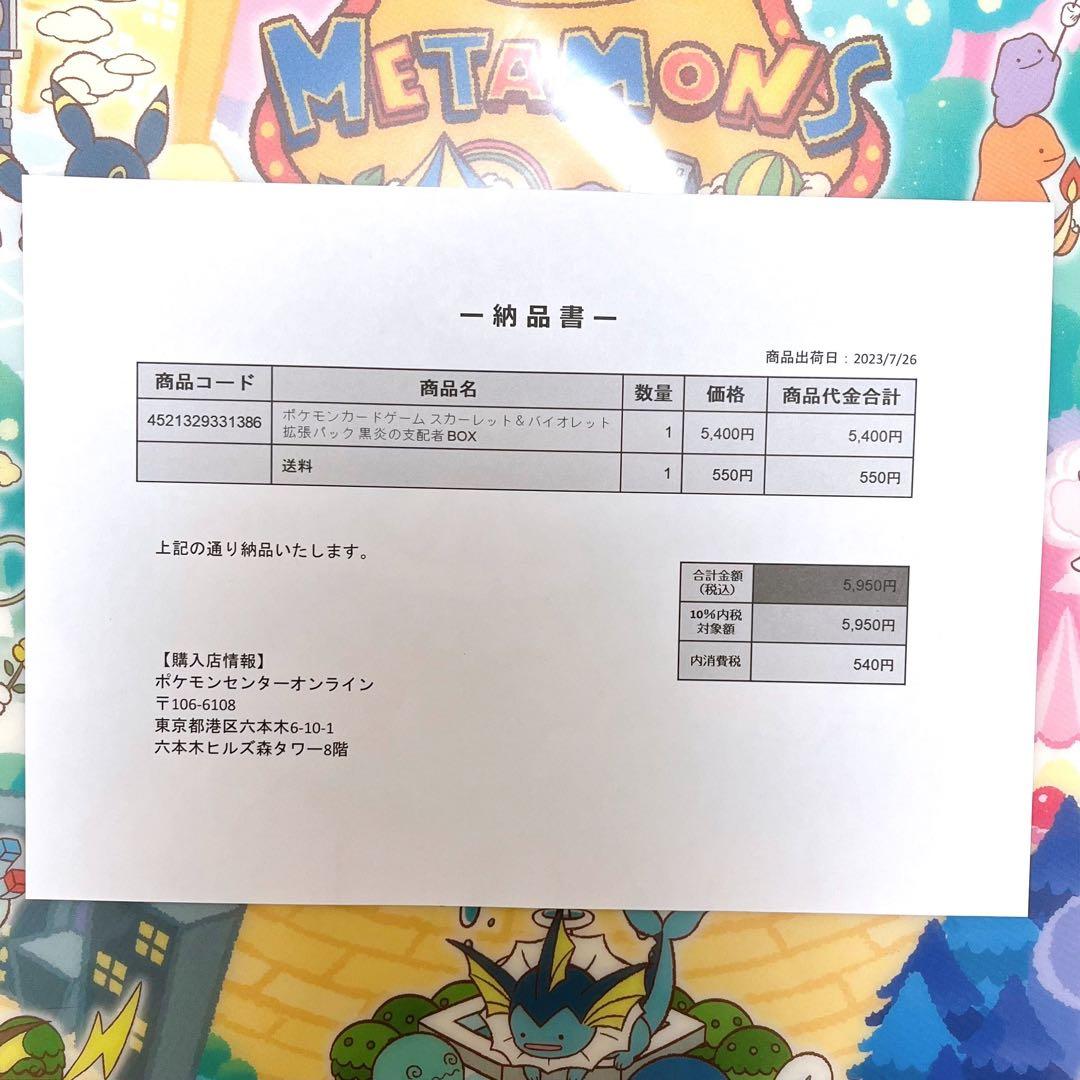 METAMONS
ー納品書ー
商品出荷日：2023/7/26
商品コード 商品名 数量 価格 商品代金合計
4521329331386 ポケモンカードゲーム スカーレット＆バイオレット
拡張パック 黒炎の支配者BOX 1 5,400円 5,400円
送料 1 550円 550円
上記の通り納品いたします。
合計金額
（税込） 5,950円
10％内税
対象額 5,950円
内消費税 540円
【購入店情報】
ポケモンセンターオンライン
〒106-6108
東京都港区六本木6-10-1
六本木ヒルズ森タワー8階